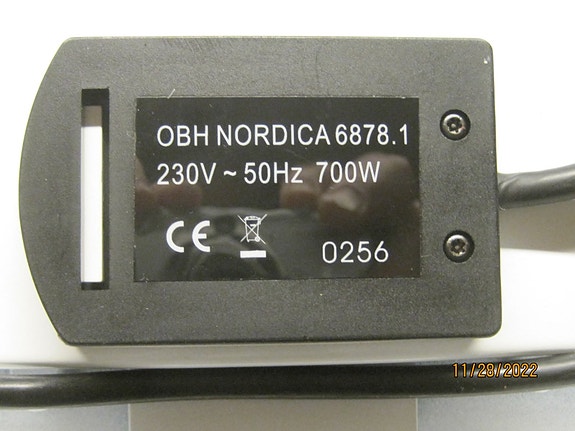 OBH NORDICA 6878.1
230V ~ 50Hz 700W
CE
0256
11/28/2022